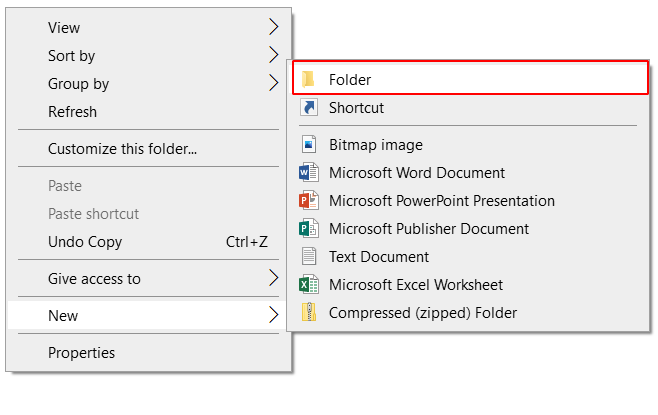 View
Sort by
Group by
Refresh
Customize this folder...
Paste
Paste shortcut
Undo Copy Ctrl+Z
Give access to
New
Properties
Folder
Shortcut
Bitmap image
Microsoft Word Document
Microsoft PowerPoint Presentation
Microsoft Publisher Document
Text Document
Microsoft Excel Worksheet
Compressed (zipped) Folder